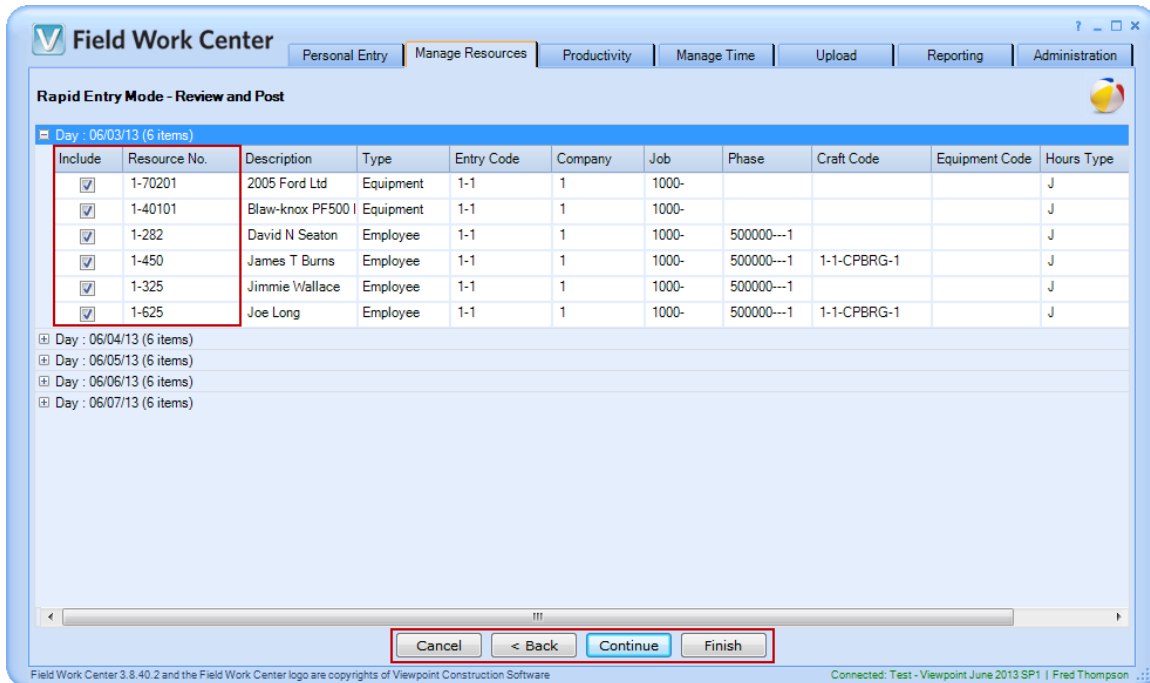 V Field Work Center
? _ □ ×
Personal Entry Manage Resources Productivity Manage Time Upload Reporting Administration
Rapid Entry Mode - Review and Post
Day : 06/03/13 (6 items)
Include Resource No. Description Type Entry Code Company Job Phase Craft Code Equipment Code Hours Type
1-70201 2005 Ford Ltd Equipment 1-1 1 1000- J
1-40101 Blaw-knox PF500 Equipment 1-1 1 1000- J
1-282 David N Seaton Employee 1-1 1 1000- 500000---1 J
1-450 James T Burns Employee 1-1 1 1000- 500000---1 1-1-CPBRG-1 J
1-325 Jimmie Wallace Employee 1-1 1 1000- 500000---1 J
1-625 Joe Long Employee 1-1 1 1000- 500000---1 1-1-CPBRG-1 J
Day : 06/04/13 (6 items)
Day : 06/05/13 (6 items)
Day : 06/06/13 (6 items)
Day : 06/07/13 (6 items)
Cancel < Back Continue Finish
Field Work Center 3.8.40.2 and the Field Work Center logo are copyrights of Viewpoint Construction Software Connected: Test - Viewpoint June 2013 SP1 | Fred Thompson